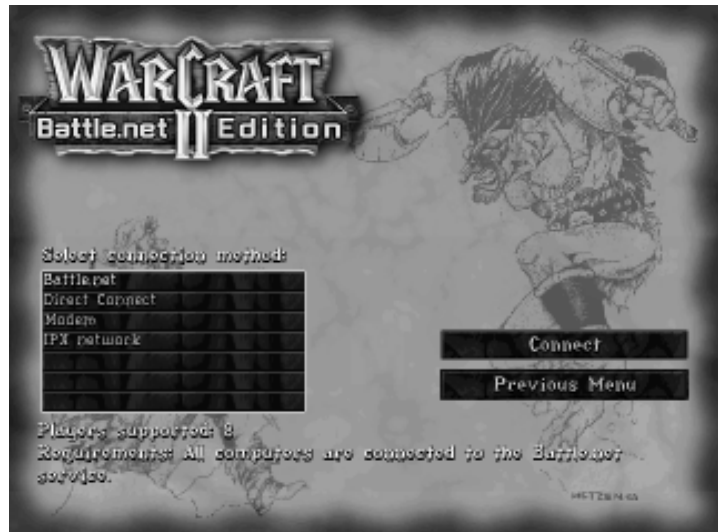 WARCRAFT
Battle.net II Edition
Select connection method:
Battle.net
Direct Connect
Modem
IPX network
Connect
Previous Menu
Players supported: 8
Requirements: All computers are connected to the Battle.net
service.